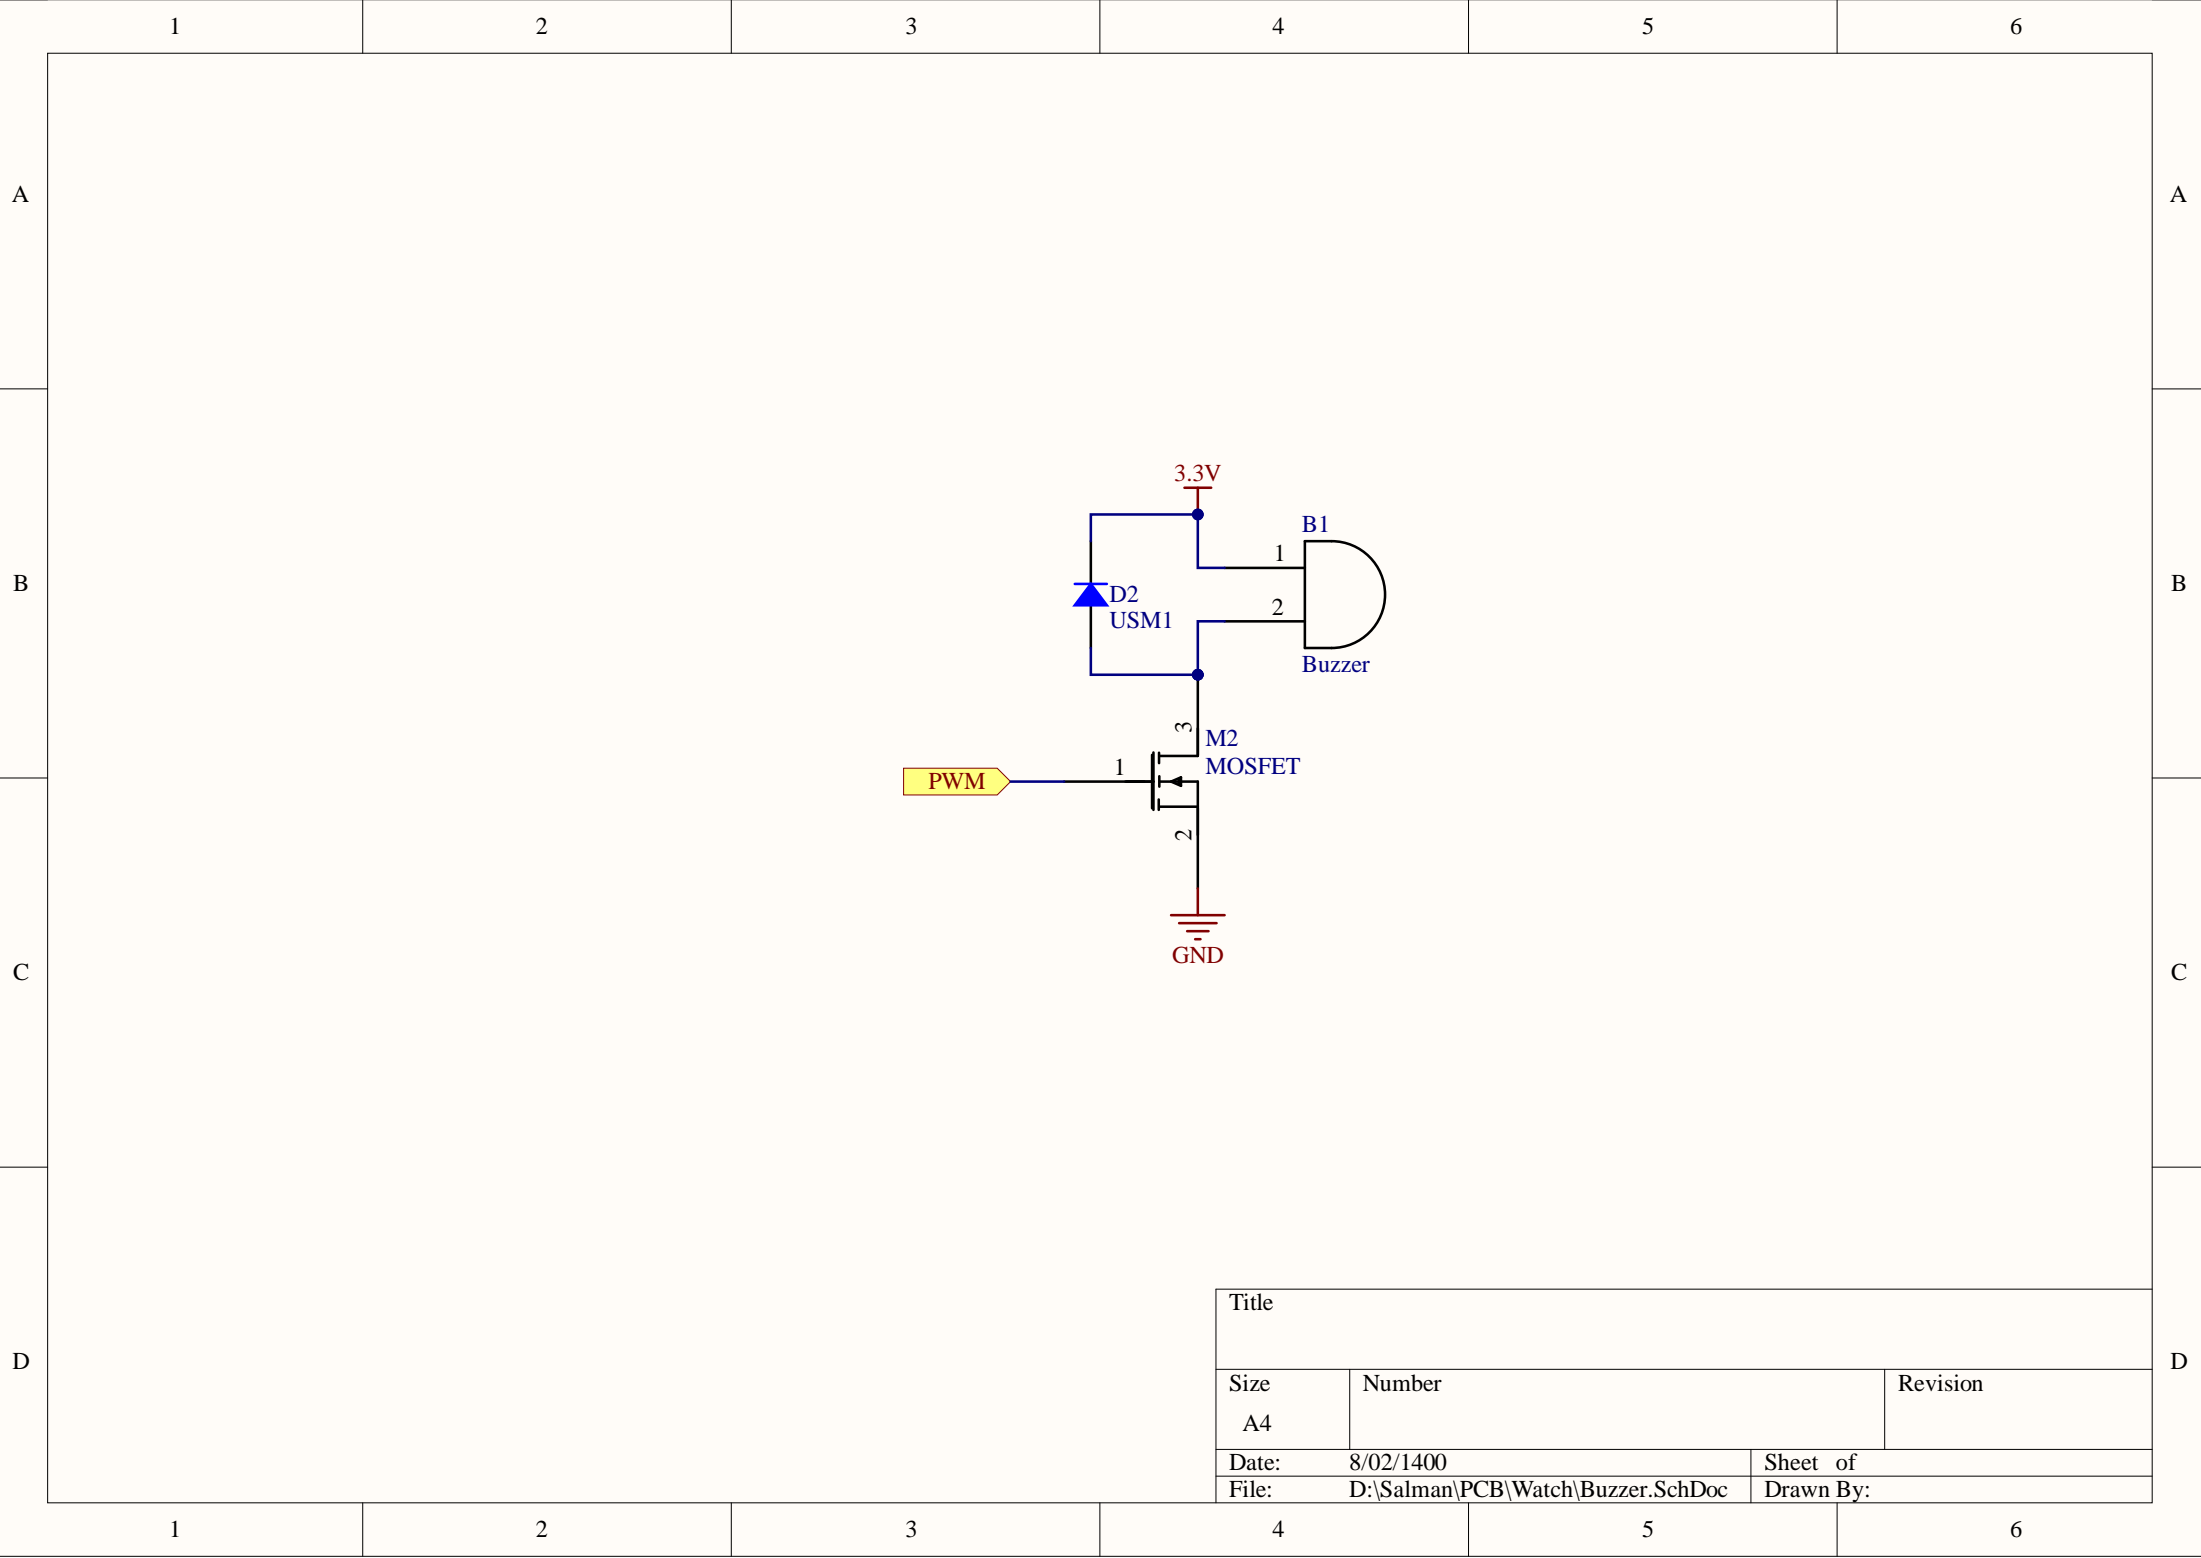 1 2 3 4 5 6
A A
3.3V
B1
1
B B
D2
2
USM1
Buzzer
3
M2
MOSFET
1
PWM
2
GND
C C
Title
D D
Size Number Revision
A4
Date: 8/02/1400 Sheet of
File: D:\Salman\PCB\Watch\Buzzer.SchDoc Drawn By:
1 2 3 4 5 6